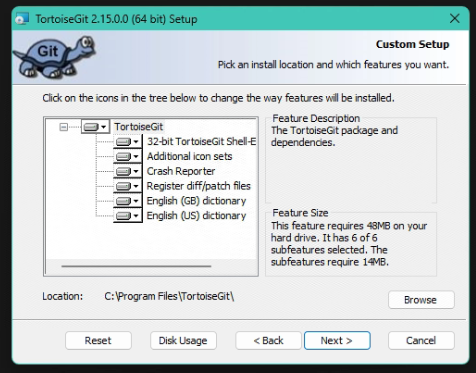 TortoiseGit 2.15.0.0 (64 bit) Setup
Git
Custom Setup
Pick an install location and which features you want.
Click on the icons in the tree below to change the way features will be installed.
TortoiseGit
32-bit TortoiseGit Shell-E
Additional icon sets
Crash Reporter
Register diff/patch files
English (GB) dictionary
English (US) dictionary
Feature Description
The TortoiseGit package and
dependencies.
Feature Size
This feature requires 48MB on your
hard drive. It has 6 of 6
subfeatures selected. The
subfeatures require 14MB.
Location: C:\Program Files\TortoiseGit\
Browse
Reset Disk Usage < Back Next > Cancel